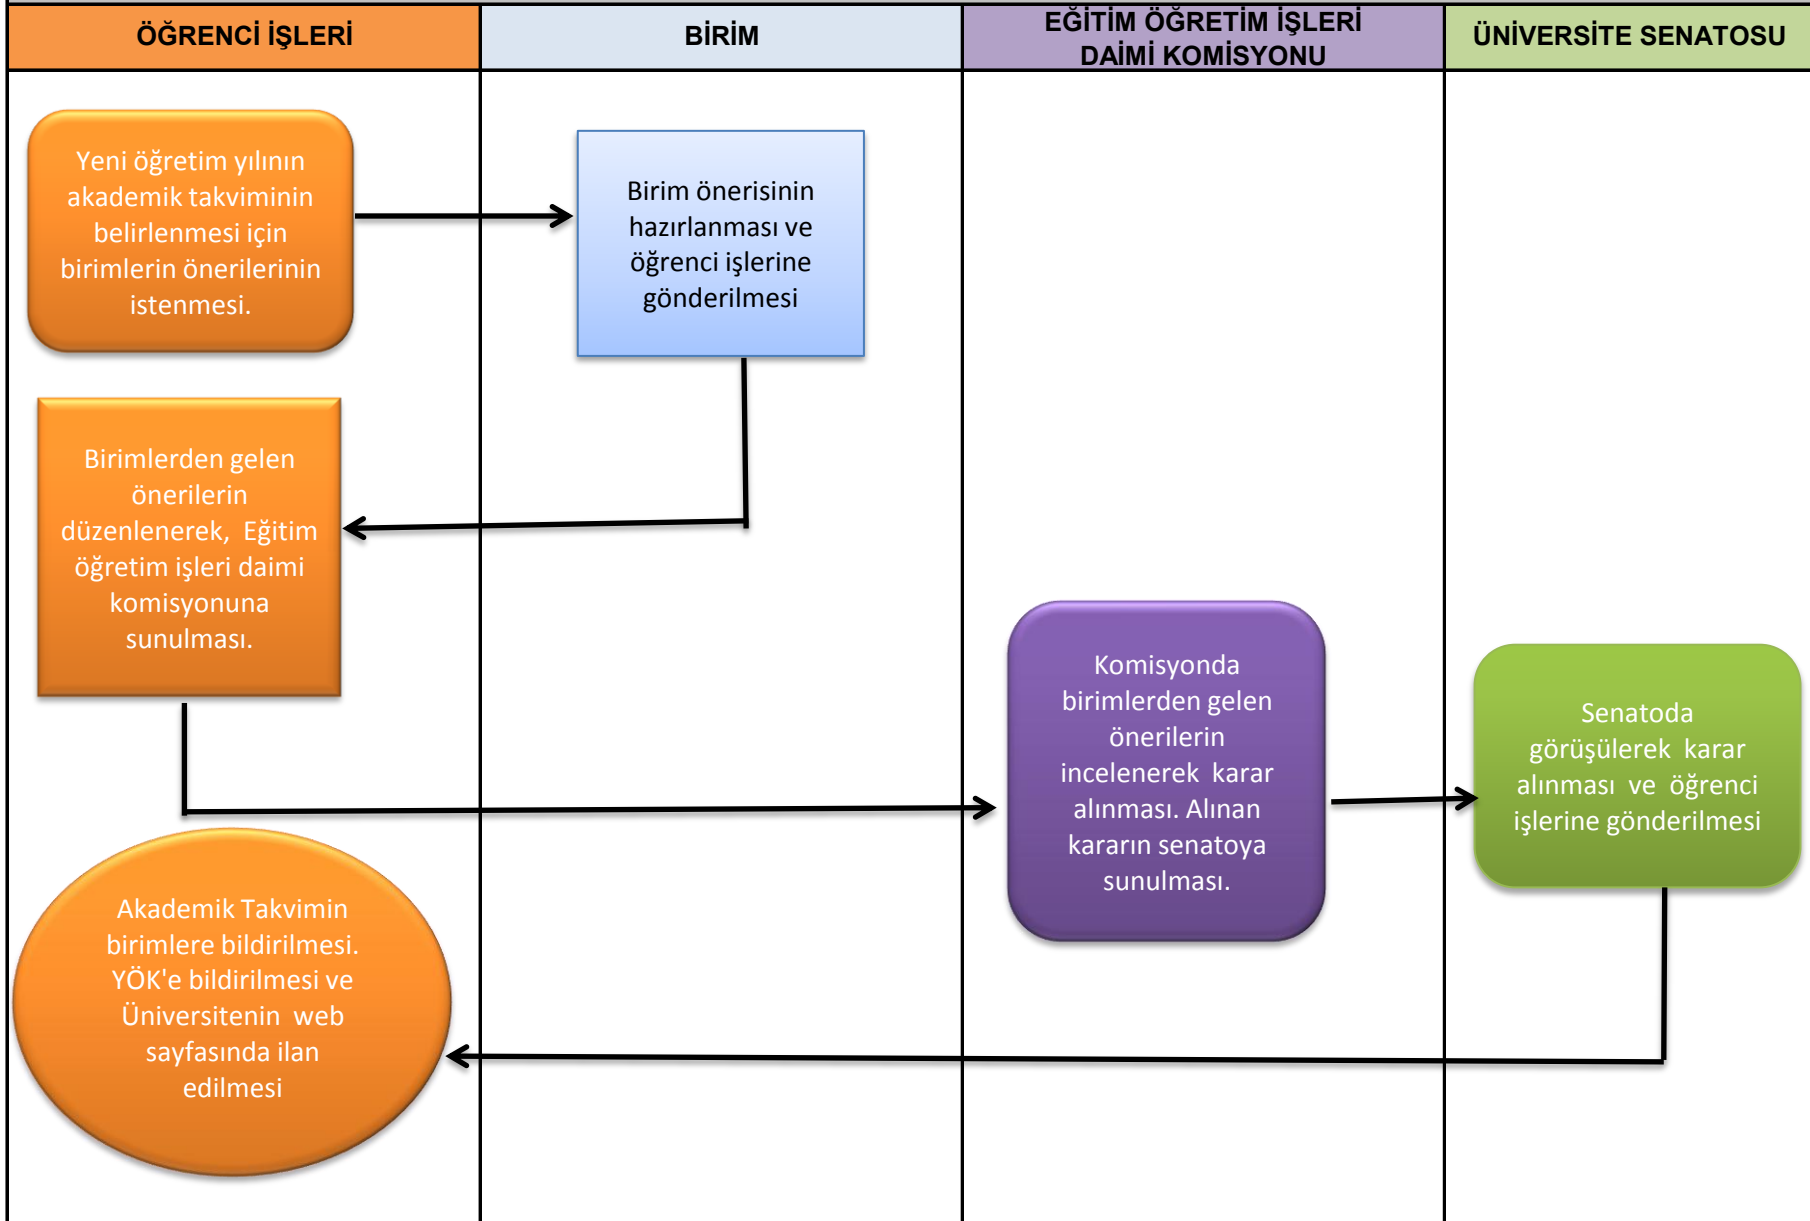 ÖĞRENCİ İŞLERİ
BİRİM
EĞİTİM ÖĞRETİM İŞLERİ
DAİMİ KOMİSYONU
ÜNİVERSİTE SENATOSU
Yeni öğretim yılının
akademik takviminin
belirlenmesi için
birimlerin önerilerinin
istenmesi.
Birim önerisinin
hazırlanması ve
öğrenci işlerine
gönderilmesi
Birimlerden gelen
önerilerin
düzenlenerek, Eğitim
öğretim işleri daimi
komisyonuna
sunulması.
Komisyonda
birimlerden gelen
önerilerin
incelenerek karar
alınması. Alınan
kararın senatoya
sunulması.
Senatoda
görüşülerek karar
alınması ve öğrenci
işlerine gönderilmesi
Akademik Takvimin
birimlere bildirilmesi.
YÖK'e bildirilmesi ve
Üniversitenin web
sayfasında ilan
edilmesi